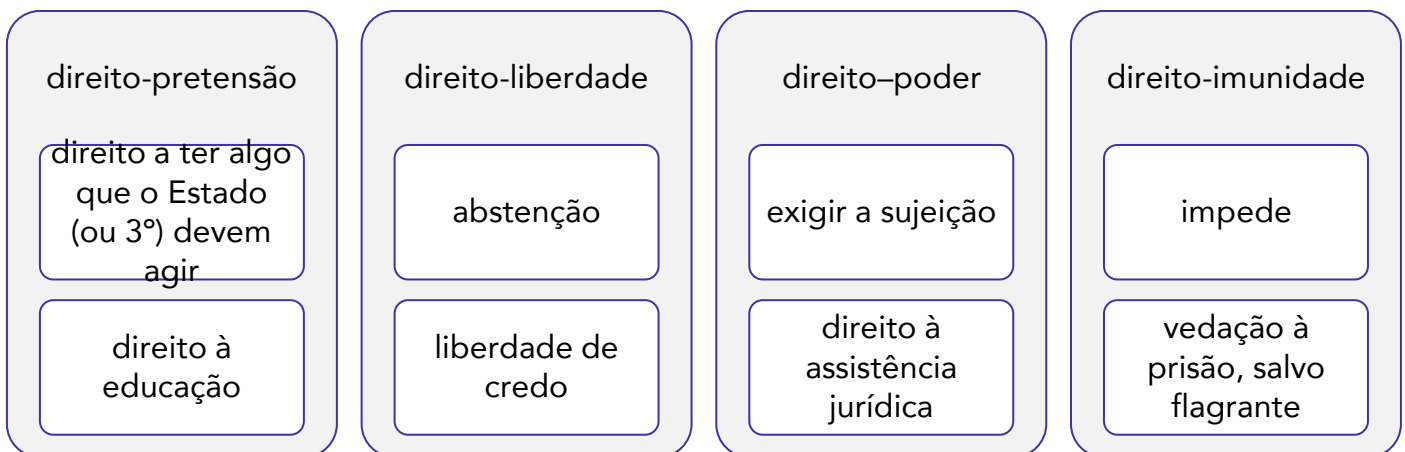 direito-pretensão
direito a ter algo
que o Estado
(ou 3º) devem
agir
direito à
educação
direito-liberdade
abstenção
liberdade de
credo
direito–poder
exigir a sujeição
direito à
assistência
jurídica
direito-imunidade
impede
vedação à
prisão, salvo
flagrante